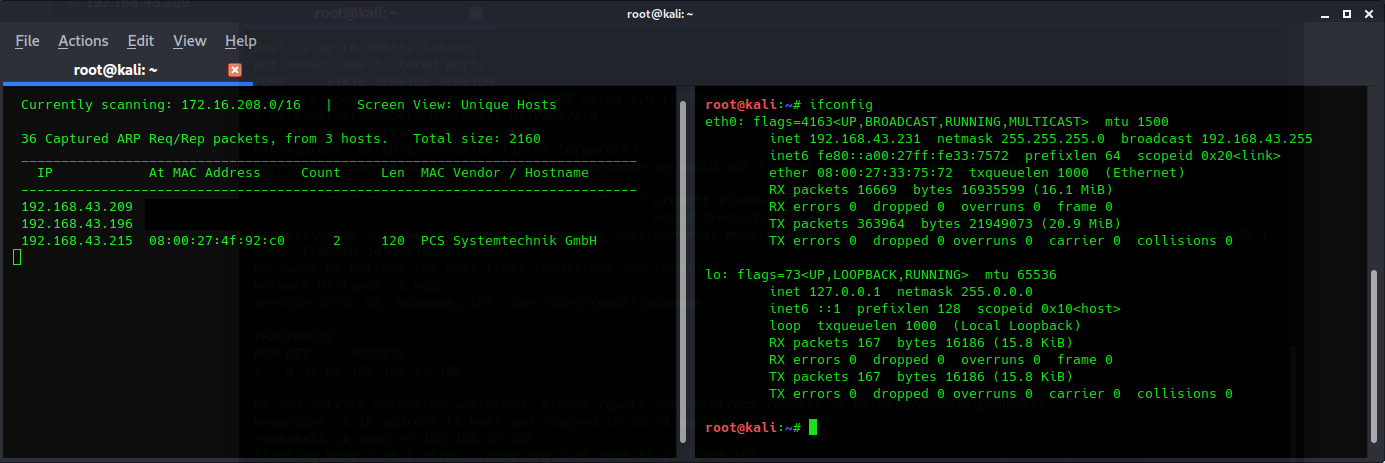 192.168.43.209
root@kali: ~
root@kali: ~
File Actions Edit View Help
root@kali: ~
Currently scanning: 172.16.208.0/16 | Screen View: Unique Hosts
36 Captured ARP Req/Rep packets, from 3 hosts. Total size: 2160
_____________________________________________________________________________
IP At MAC Address Count Len MAC Vendor / Hostname
-----------------------------------------------------------------------------
192.168.43.209
192.168.43.196
192.168.43.215 08:00:27:4f:92:c0 2 120 PCS Systemtechnik GmbH
root@kali:~# ifconfig
eth0: flags=4163<UP,BROADCAST,RUNNING,MULTICAST> mtu 1500
inet 192.168.43.231 netmask 255.255.255.0 broadcast 192.168.43.255
inet6 fe80::a00:27ff:fe33:7572 prefixlen 64 scopeid 0x20<link>
ether 08:00:27:33:75:72 txqueuelen 1000 (Ethernet)
RX packets 16669 bytes 16935599 (16.1 MiB)
RX errors 0 dropped 0 overruns 0 frame 0
TX packets 363964 bytes 21949073 (20.9 MiB)
TX errors 0 dropped 0 overruns 0 carrier 0 collisions 0
lo: flags=73<UP,LOOPBACK,RUNNING> mtu 65536
inet 127.0.0.1 netmask 255.0.0.0
inet6 ::1 prefixlen 128 scopeid 0x10<host>
loop txqueuelen 1000 (Local Loopback)
RX packets 167 bytes 16186 (15.8 KiB)
RX errors 0 dropped 0 overruns 0 frame 0
TX packets 167 bytes 16186 (15.8 KiB)
TX errors 0 dropped 0 overruns 0 carrier 0 collisions 0
root@kali:~#